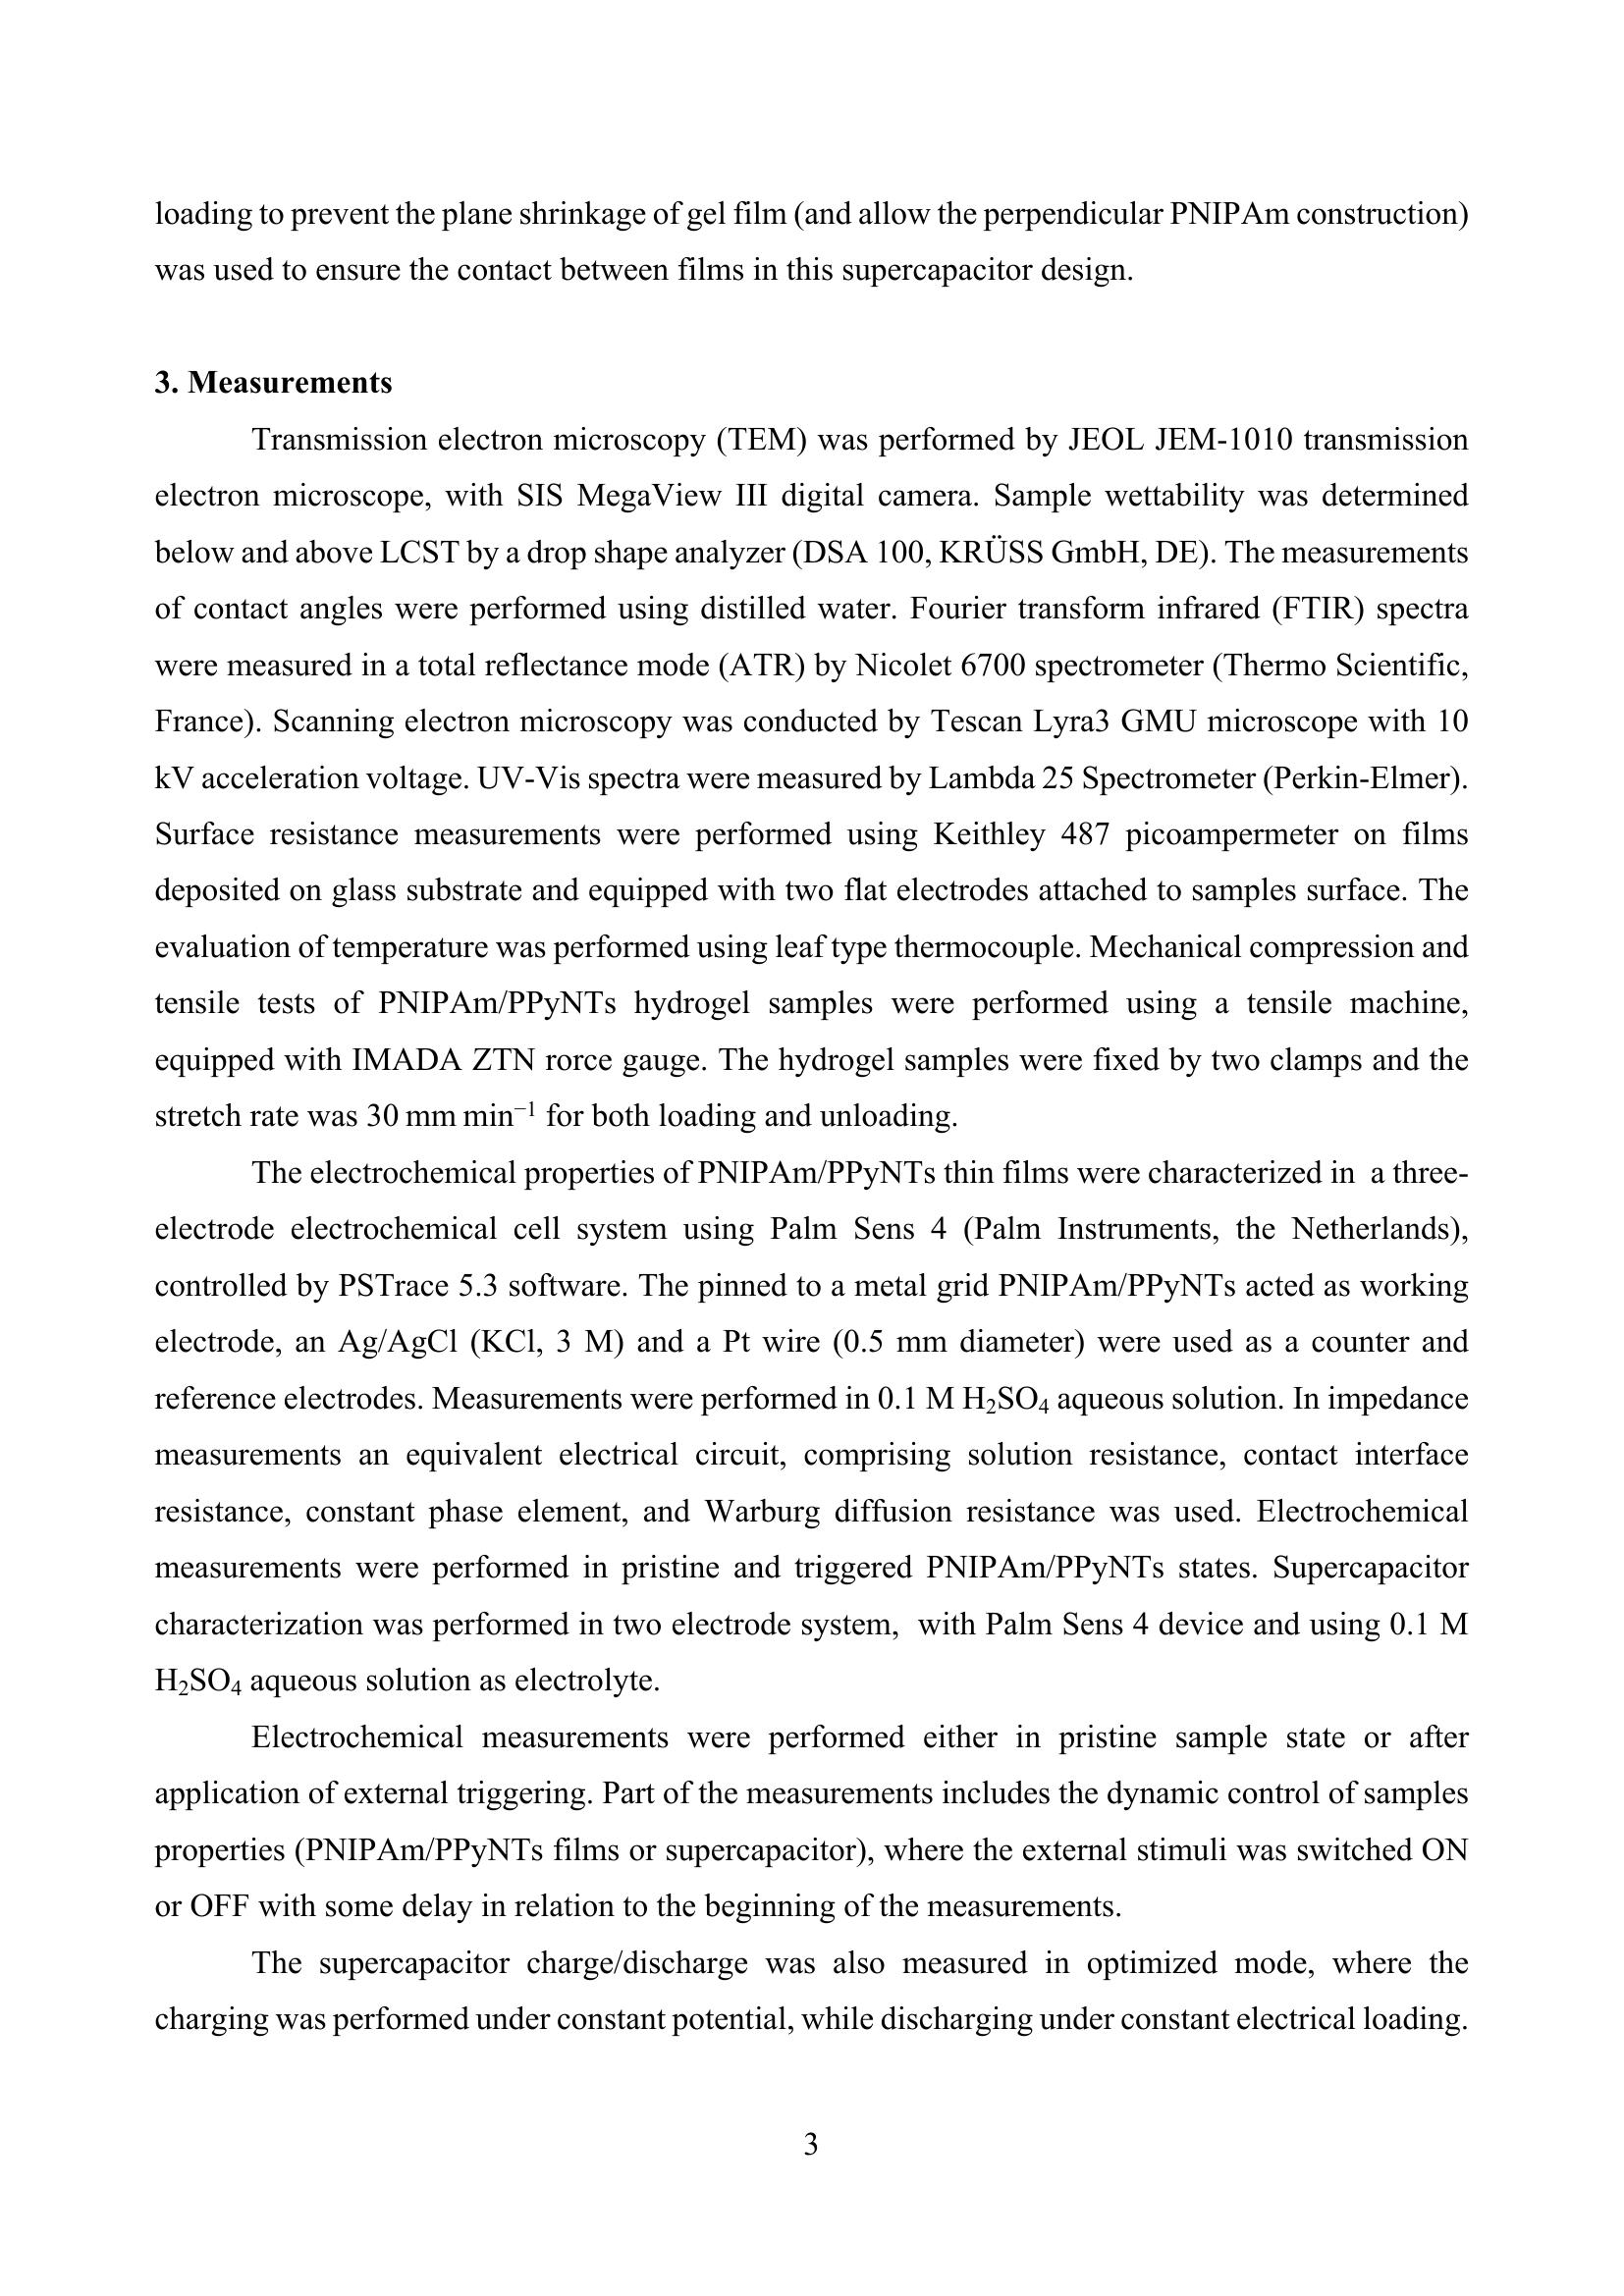 loading to prevent the plane shrinkage of gel film (and allow the perpendicular PNIPAm construction)
was used to ensure the contact between films in this supercapacitor design.
3. Measurements
Transmission electron microscopy (TEM) was performed by JEOL JEM-1010 transmission
electron microscope, with SIS MegaView III digital camera. Sample wettability was determined
below and above LCST by a drop shape analyzer (DSA 100, KRÜSS GmbH, DE). The measurements
of contact angles were performed using distilled water. Fourier transform infrared (FTIR) spectra
were measured in a total reflectance mode (ATR) by Nicolet 6700 spectrometer (Thermo Scientific,
France). Scanning electron microscopy was conducted by Tescan Lyra3 GMU microscope with 10
kV acceleration voltage. UV-Vis spectra were measured by Lambda 25 Spectrometer (Perkin-Elmer).
Surface resistance measurements were performed using Keithley 487 picoampermeter on films
deposited on glass substrate and equipped with two flat electrodes attached to samples surface. The
evaluation of temperature was performed using leaf type thermocouple. Mechanical compression and
tensile tests of PNIPAm/PPyNTs hydrogel samples were performed using a tensile machine,
equipped with IMADA ZTN rorce gauge. The hydrogel samples were fixed by two clamps and the
stretch rate was 30 mm min⁻¹ for both loading and unloading.
The electrochemical properties of PNIPAm/PPyNTs thin films were characterized in a three-
electrode electrochemical cell system using Palm Sens 4 (Palm Instruments, the Netherlands),
controlled by PSTrace 5.3 software. The pinned to a metal grid PNIPAm/PPyNTs acted as working
electrode, an Ag/AgCl (KCl, 3 M) and a Pt wire (0.5 mm diameter) were used as a counter and
reference electrodes. Measurements were performed in 0.1 M H₂SO₄ aqueous solution. In impedance
measurements an equivalent electrical circuit, comprising solution resistance, contact interface
resistance, constant phase element, and Warburg diffusion resistance was used. Electrochemical
measurements were performed in pristine and triggered PNIPAm/PPyNTs states. Supercapacitor
characterization was performed in two electrode system, with Palm Sens 4 device and using 0.1 M
H₂SO₄ aqueous solution as electrolyte.
Electrochemical measurements were performed either in pristine sample state or after
application of external triggering. Part of the measurements includes the dynamic control of samples
properties (PNIPAm/PPyNTs films or supercapacitor), where the external stimuli was switched ON
or OFF with some delay in relation to the beginning of the measurements.
The supercapacitor charge/discharge was also measured in optimized mode, where the
charging was performed under constant potential, while discharging under constant electrical loading.
3